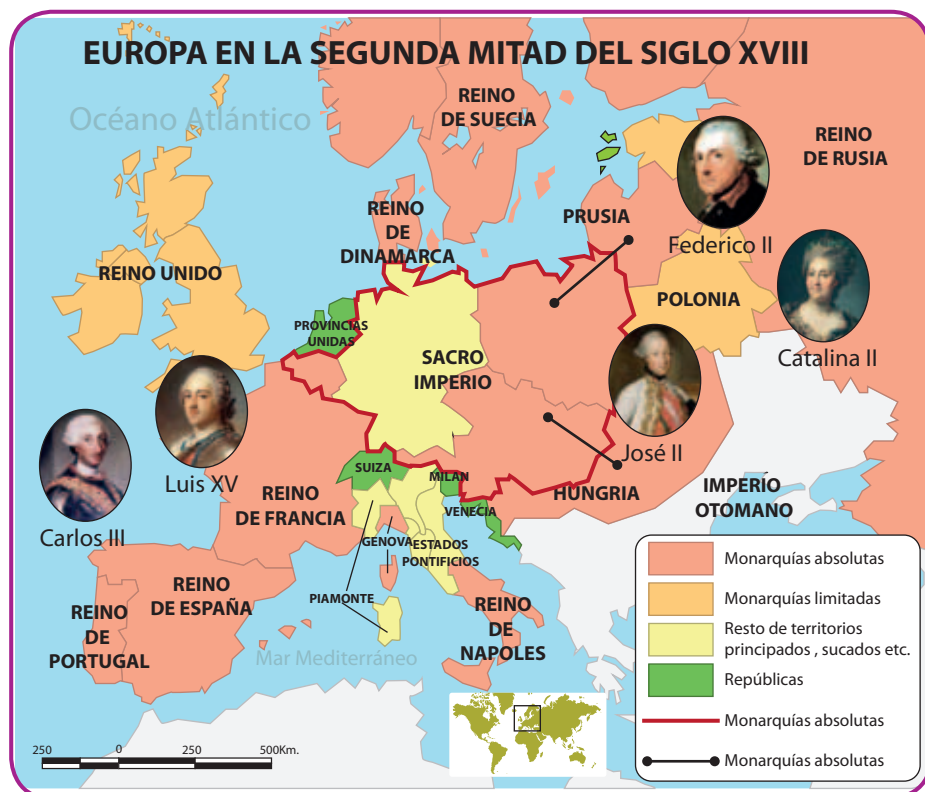 EUROPA EN LA SEGUNDA MITAD DEL SIGLO XVIII
Océano Atlántico
REINO
DE SUECIA
REINO
DE RUSIA
REINO
DE
DINAMARCA
PRUSIA
Federico II
REINO UNIDO
POLONIA
PROVINCIAS
UNIDAS
SACRO
IMPERIO
Catalina II
Luis XV
José II
Carlos III
SUIZA
MILAN
VENECIA
HUNGRIA
IMPERIO
OTOMANO
REINO
DE FRANCIA
GENOVA
ESTADOS
PONTIFICIOS
REINO
DE ESPAÑA
PIAMONTE
REINO
DE
PORTUGAL
REINO
DE
NAPOLES
Mar Mediterráneo
Monarquías absolutas
Monarquías limitadas
Resto de territorios
principados , sucados etc.
Repúblicas
Monarquías absolutas
Monarquías absolutas
250 0 250 500Km.